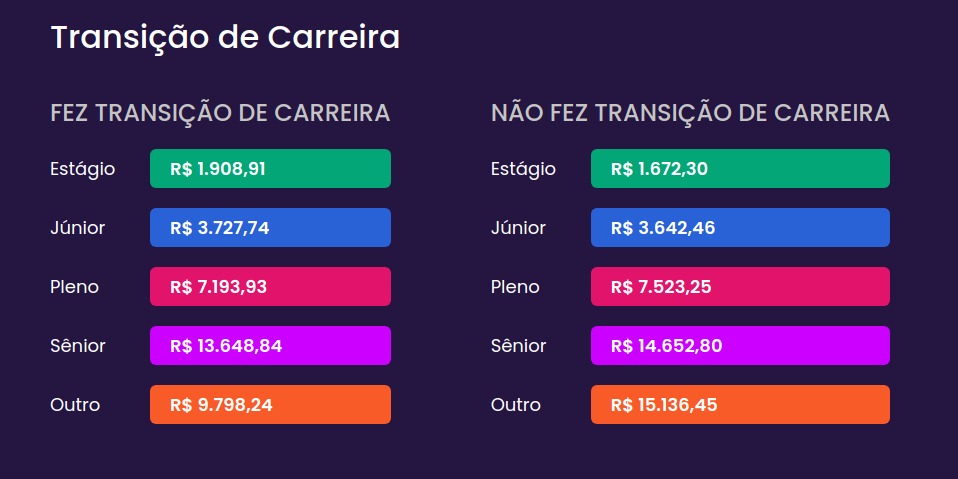 Transição de Carreira
FEZ TRANSIÇÃO DE CARREIRA
Estágio R$ 1.908,91
Júnior R$ 3.727,74
Pleno R$ 7.193,93
Sênior R$ 13.648,84
Outro R$ 9.798,24
NÃO FEZ TRANSIÇÃO DE CARREIRA
Estágio R$ 1.672,30
Júnior R$ 3.642,46
Pleno R$ 7.523,25
Sênior R$ 14.652,80
Outro R$ 15.136,45